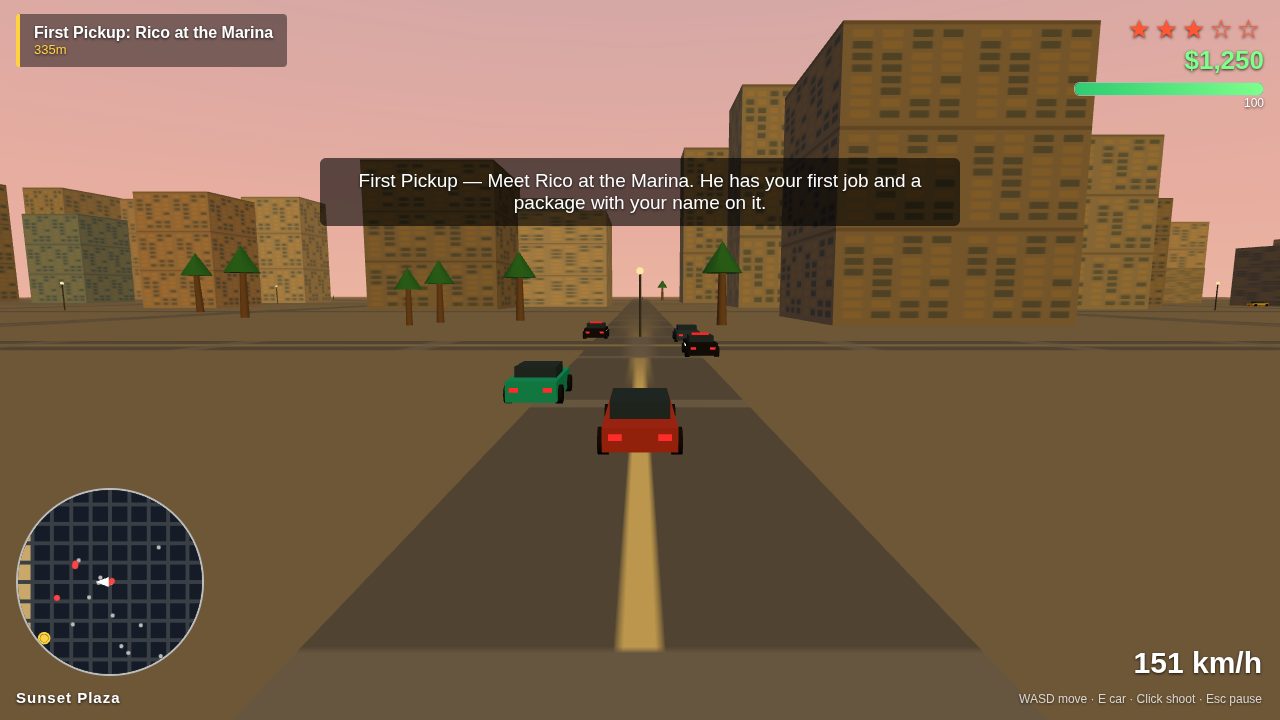 First Pickup: Rico at the Marina
335m
$1,250
100
First Pickup — Meet Rico at the Marina. He has your first job and a
package with your name on it.
Sunset Plaza
151 km/h
WASD move · E car · Click shoot · Esc pause